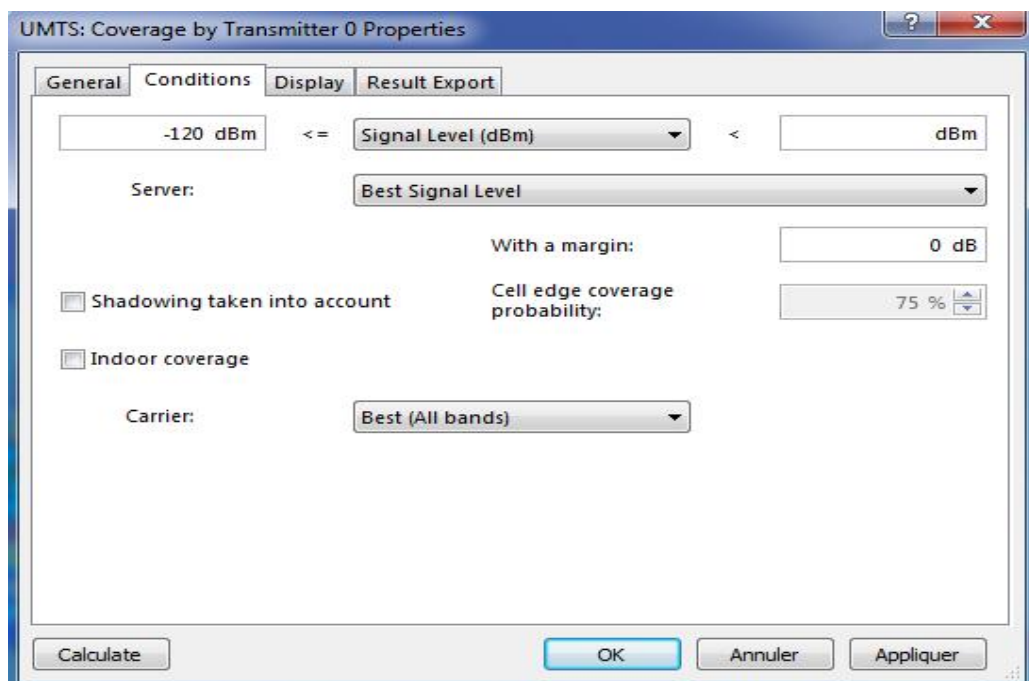 UMTS: Coverage by Transmitter 0 Properties
?
X
General Conditions Display Result Export
-120 dBm <= Signal Level (dBm) < dBm
Server: Best Signal Level
With a margin: 0 dB
Shadowing taken into account
Cell edge coverage
probability: 75 %
Indoor coverage
Carrier: Best (All bands)
Calculate OK Annuler Appliquer